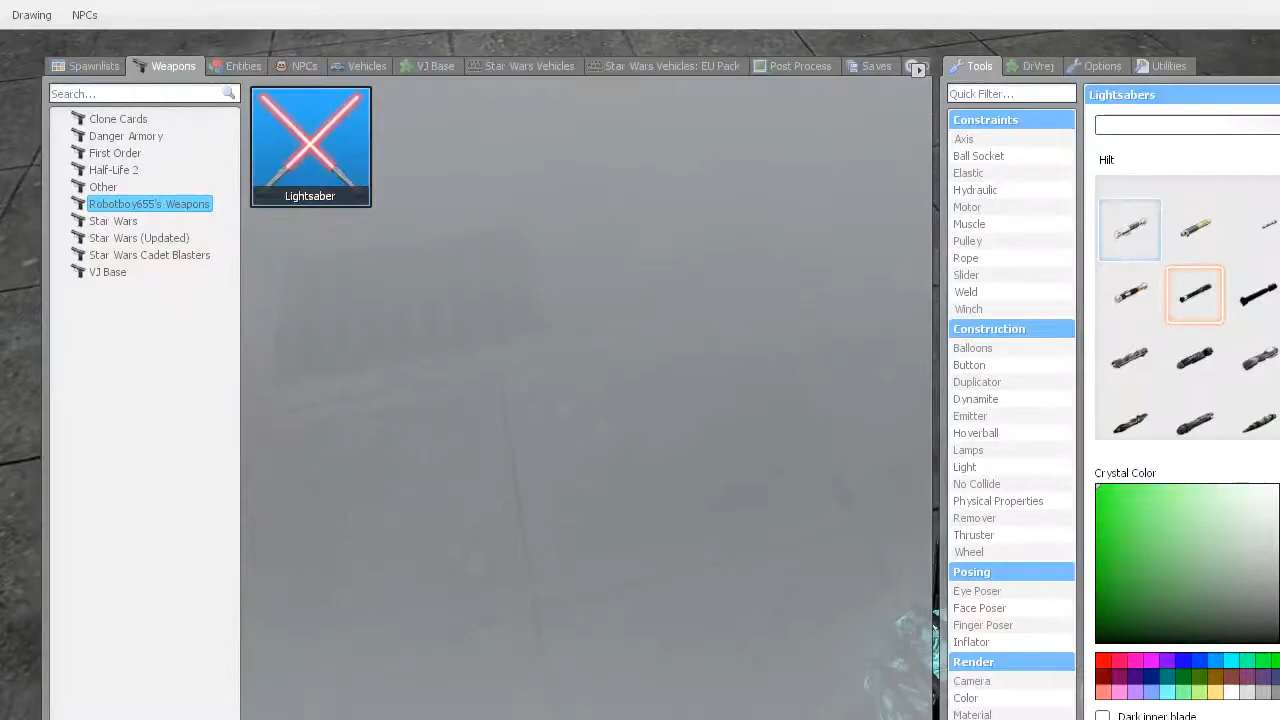 Drawing NPCs
Spawnlists Weapons Entities NPCs Vehicles VJ Base Star Wars Vehicles Star Wars Vehicles: EU Pack Post Process Saves
Tools DrVrej Options Utilities
Search...
Clone Cards
Danger Armory
First Order
Half-Life 2
Other
Robotboy655's Weapons
Star Wars
Star Wars (Updated)
Star Wars Cadet Blasters
VJ Base
Lightsaber
Quick Filter...
Constraints
Axis
Ball Socket
Elastic
Hydraulic
Motor
Muscle
Pulley
Rope
Slider
Weld
Winch
Construction
Balloons
Button
Duplicator
Dynamite
Emitter
Hoverball
Lamps
Light
No Collide
Physical Properties
Remover
Thruster
Wheel
Posing
Eye Poser
Face Poser
Finger Poser
Inflator
Render
Camera
Color
Material
Lightsabers
Hilt
Crystal Color
Dark inner blade